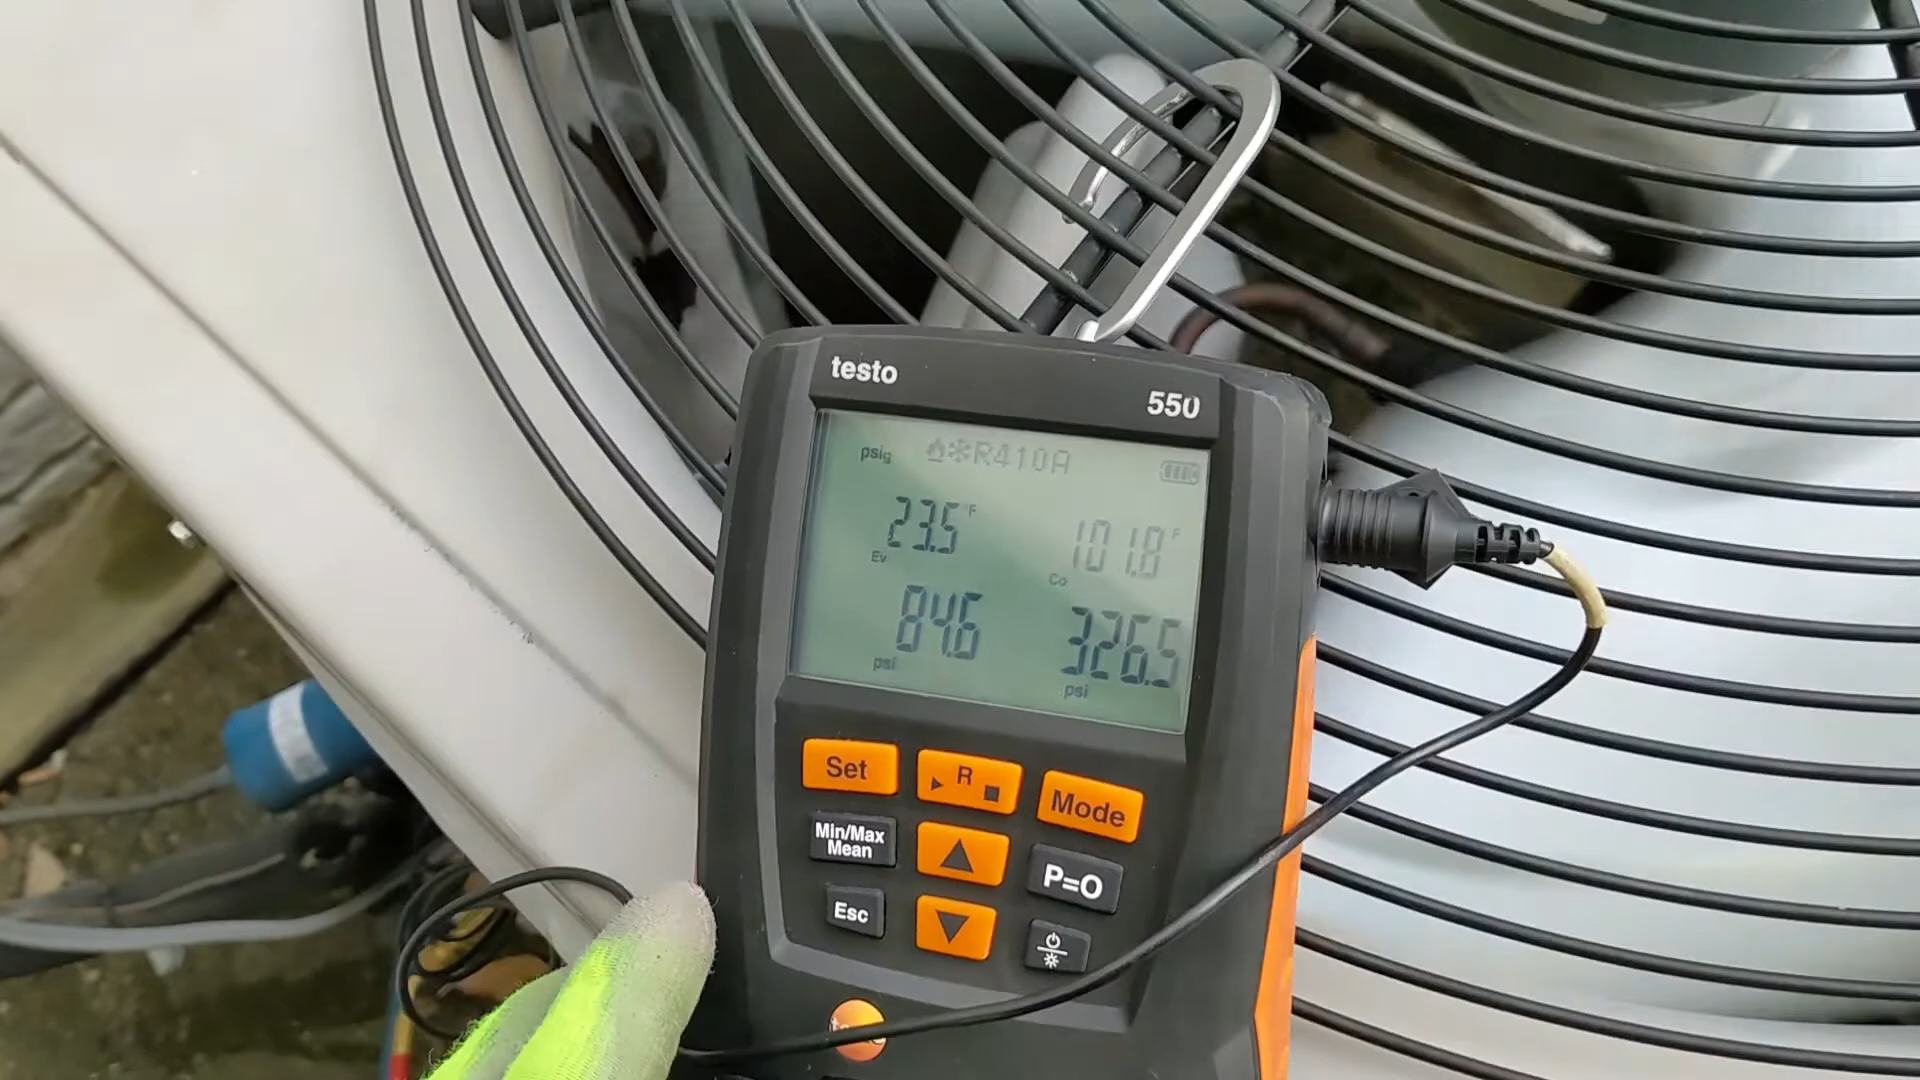 testo
550
psig R410A
23.5 °F 101.8 °F
Ev Co
84.6 326.5
psi psi
Set
R
Mode
Min/Max
Mean
P=O
Esc